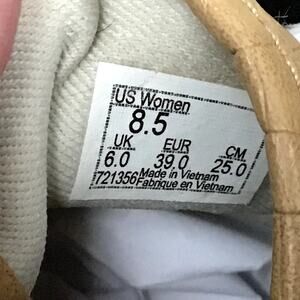 US Women
8.5
UK EUR CM
6.0 39.0 25.0
721356 Made in Vietnam
Fabrique en Vietnam